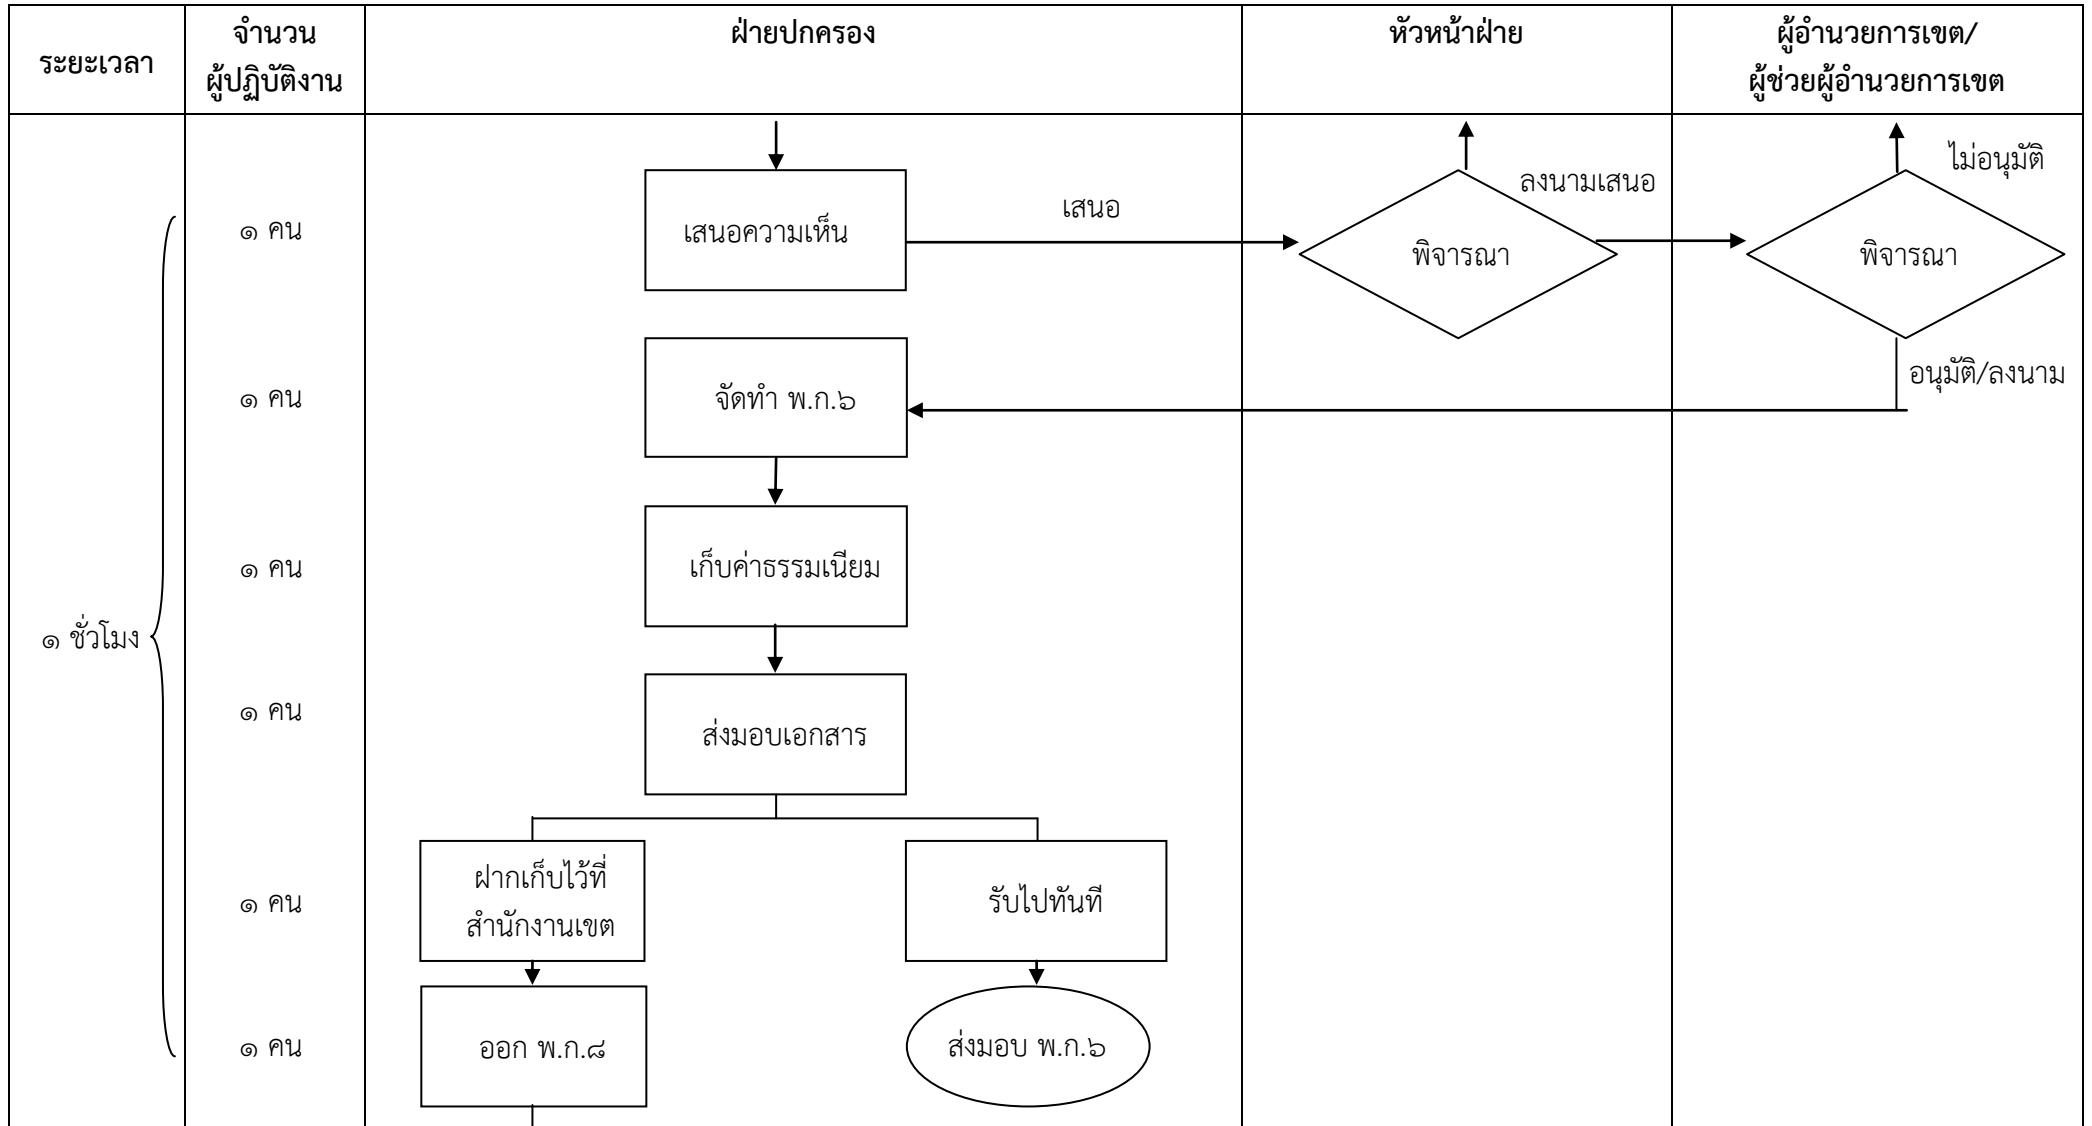 ระยะเวลา
จำนวน
ผู้ปฏิบัติงาน
ฝ่ายปกครอง
หัวหน้าฝ่าย
ผู้อำนวยการเขต/
ผู้ช่วยผู้อำนวยการเขต
ไม่อนุมัติ
ลงนามเสนอ
เสนอ
๑ คน
เสนอความเห็น
พิจารณา
พิจารณา
อนุมัติ/ลงนาม
๑ คน
จัดทำ พ.ก.๖
๑ คน
เก็บค่าธรรมเนียม
๑ ชั่วโมง
๑ คน
ส่งมอบเอกสาร
๑ คน
ฝากเก็บไว้ที่
สำนักงานเขต
รับไปทันที
๑ คน
ออก พ.ก.๘
ส่งมอบ พ.ก.๖